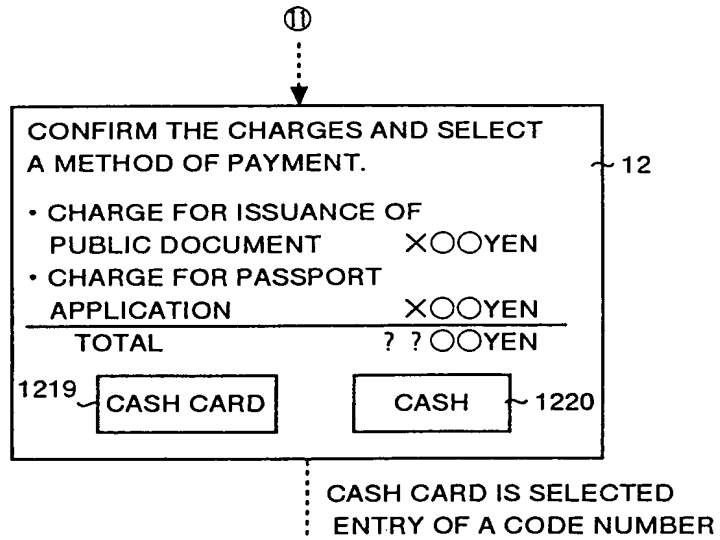 ⑪
CONFIRM THE CHARGES AND SELECT
A METHOD OF PAYMENT.
12
• CHARGE FOR ISSUANCE OF
PUBLIC DOCUMENT ×○○YEN
• CHARGE FOR PASSPORT
APPLICATION ×○○YEN
TOTAL ? ?○○YEN
1219 CASH CARD CASH 1220
CASH CARD IS SELECTED
ENTRY OF A CODE NUMBER